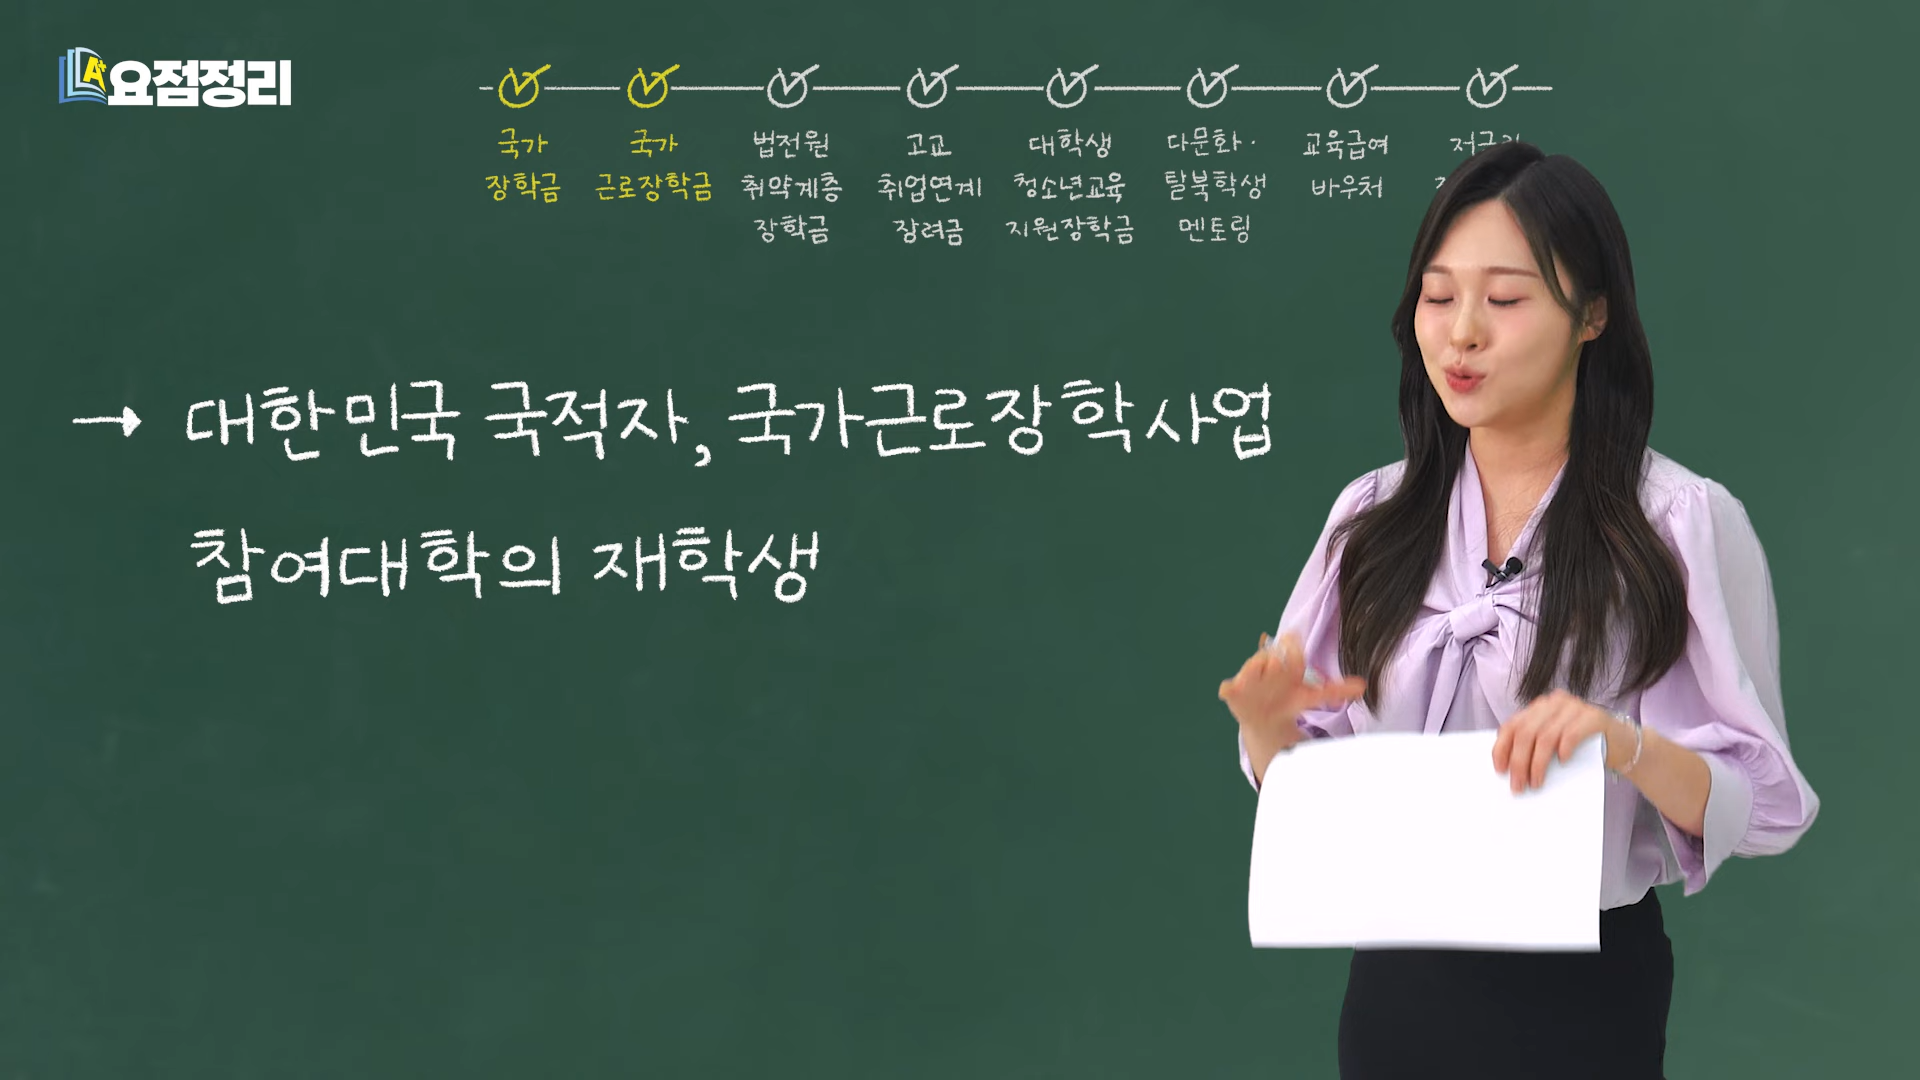 A+요점정리
국가 장학금
국가 근로장학금
법전원 취약계층 장학금
고교 취업연계 장려금
대학생 청소년교육 지원장학금
다문화· 탈북학생 멘토링
교육급여 바우처
→ 대한민국 국적자, 국가근로장학사업
참여대학의 재학생